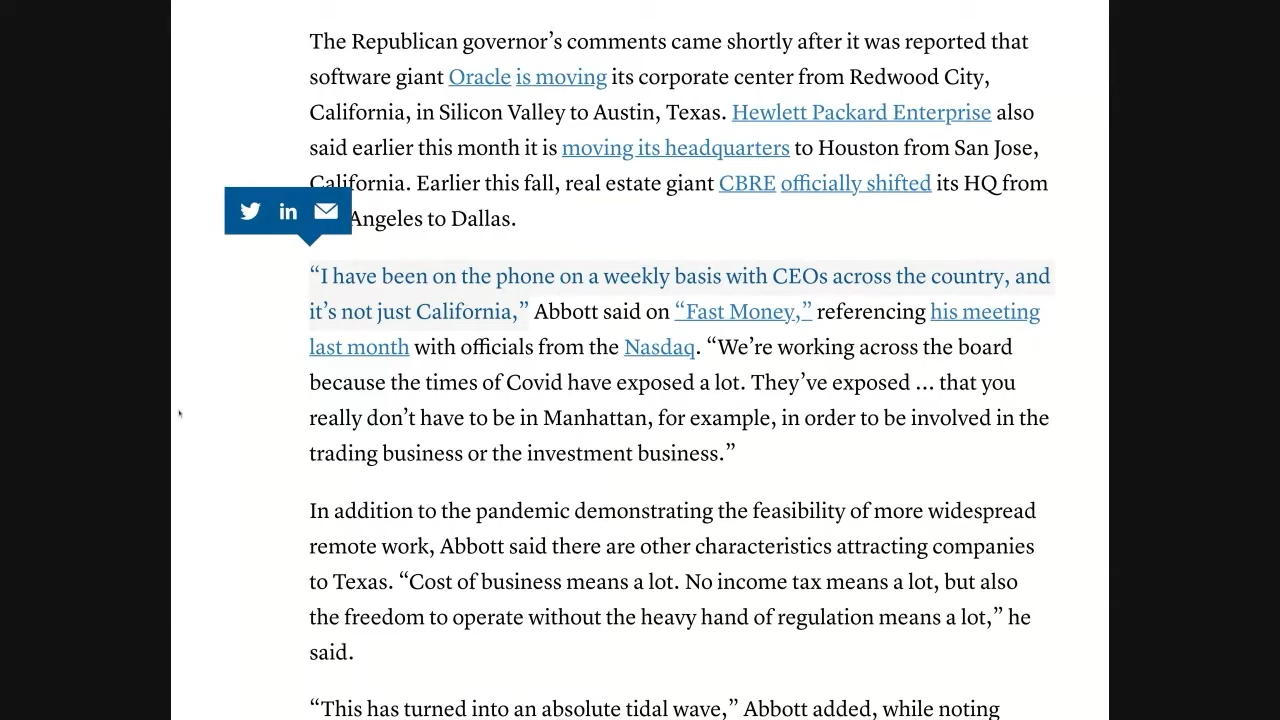 The Republican governor’s comments came shortly after it was reported that
software giant Oracle is moving its corporate center from Redwood City,
California, in Silicon Valley to Austin, Texas. Hewlett Packard Enterprise also
said earlier this month it is moving its headquarters to Houston from San Jose,
California. Earlier this fall, real estate giant CBRE officially shifted its HQ from
Angeles to Dallas.
in
“I have been on the phone on a weekly basis with CEOs across the country, and
it’s not just California,” Abbott said on “Fast Money,” referencing his meeting
last month with officials from the Nasdaq. “We’re working across the board
because the times of Covid have exposed a lot. They’ve exposed … that you
really don’t have to be in Manhattan, for example, in order to be involved in the
trading business or the investment business.”
In addition to the pandemic demonstrating the feasibility of more widespread
remote work, Abbott said there are other characteristics attracting companies
to Texas. “Cost of business means a lot. No income tax means a lot, but also
the freedom to operate without the heavy hand of regulation means a lot,” he
said.
“This has turned into an absolute tidal wave,” Abbott added, while noting